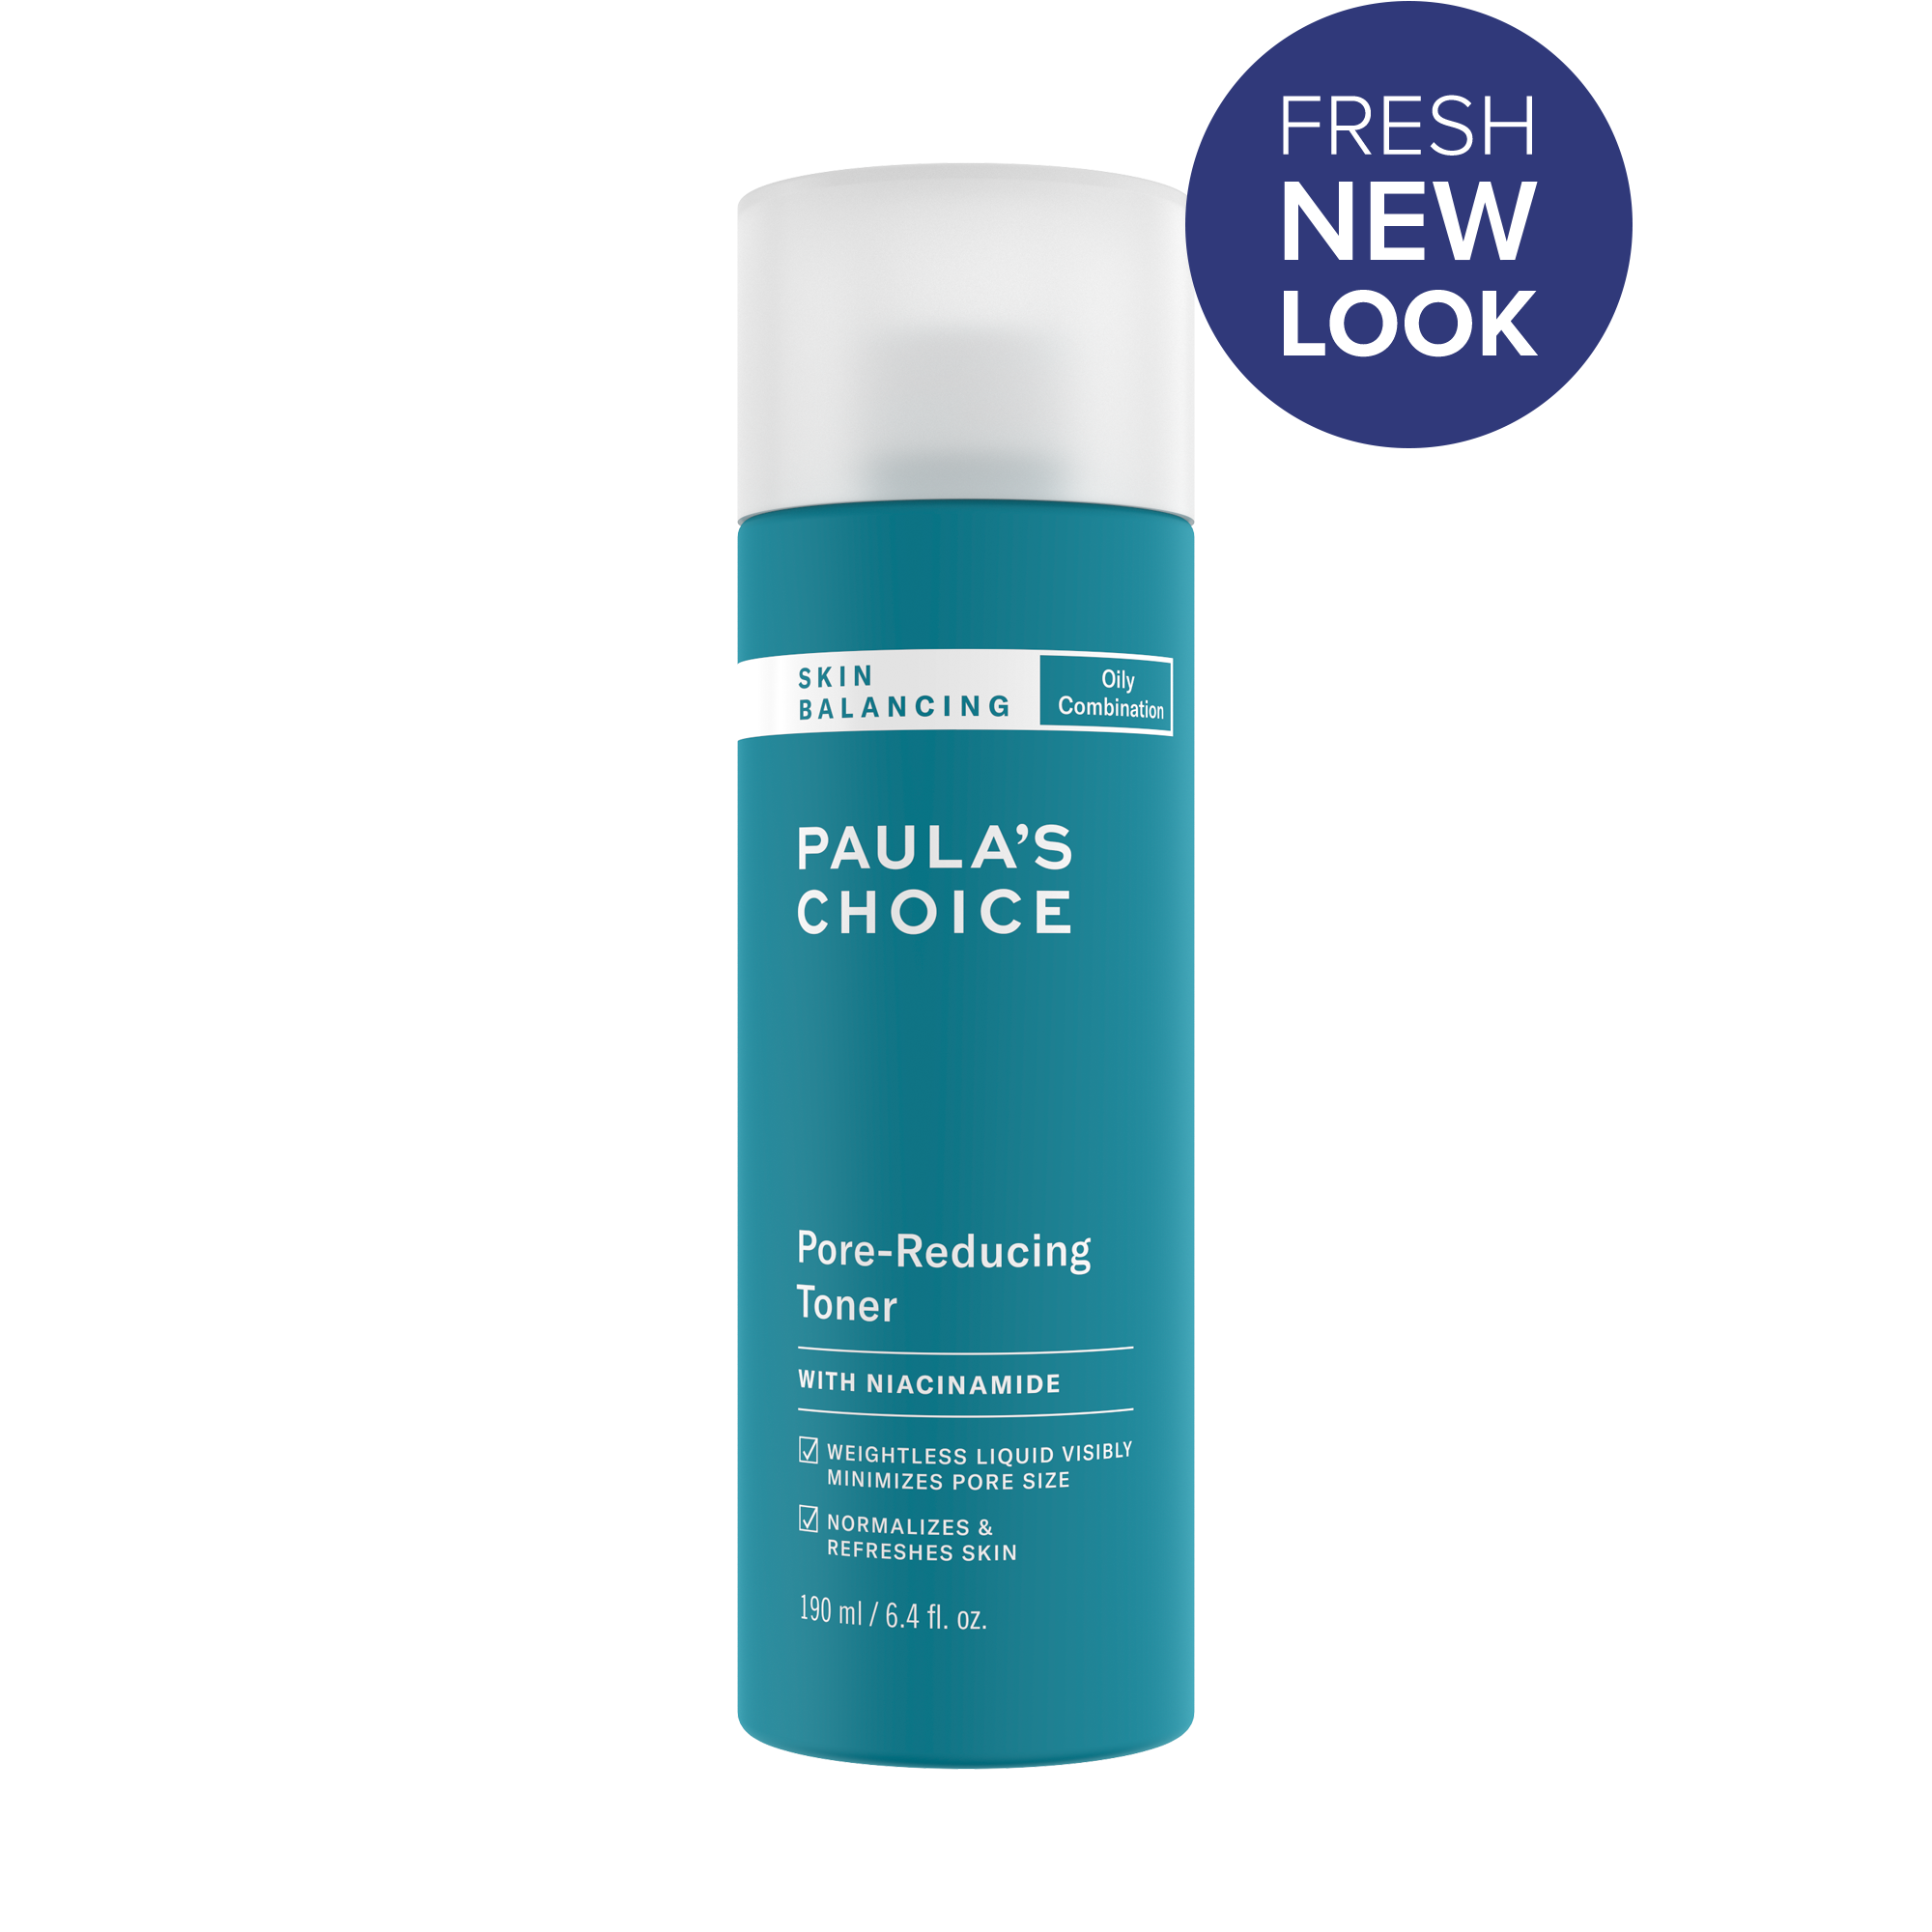 FRESH
NEW
LOOK
SKIN
BALANCING
Oily
Combination
PAULA'S
CHOICE
Pore-Reducing
Toner
WITH NIACINAMIDE
WEIGHTLESS LIQUID VISIBLY
MINIMIZES PORE SIZE
NORMALIZES &
REFRESHES SKIN
190 ml / 6.4 fl. oz.